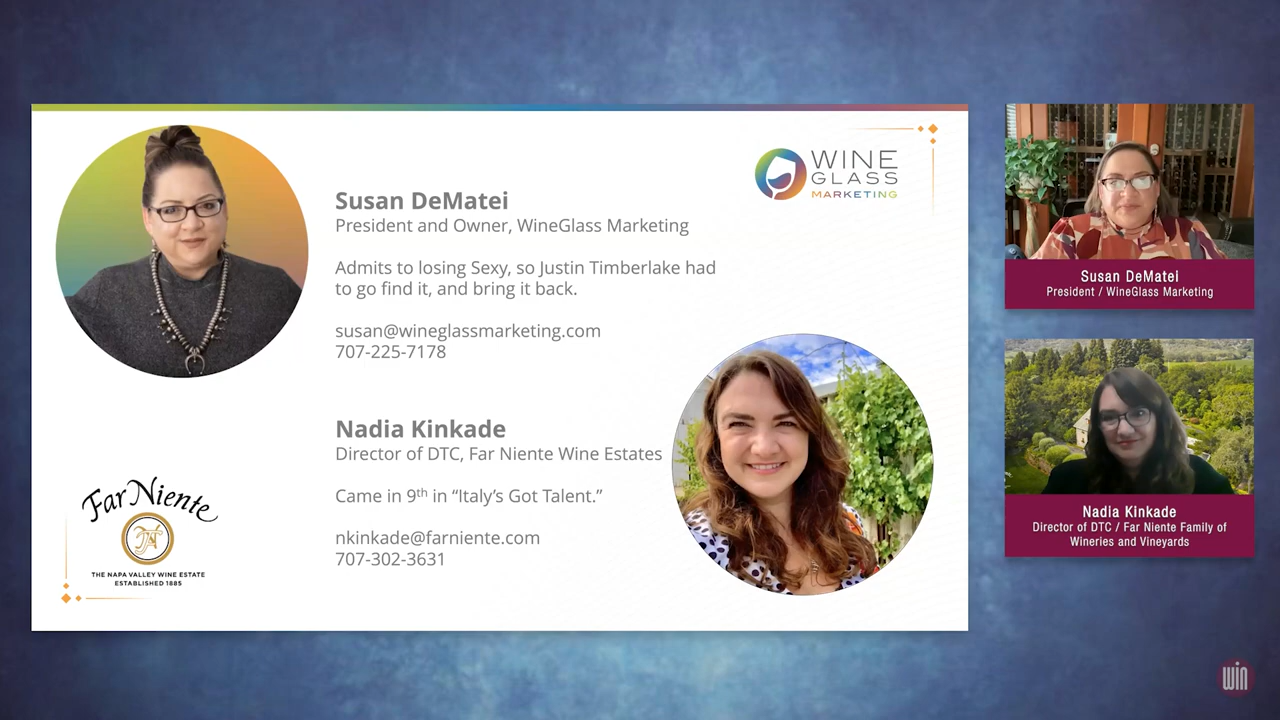 Susan DeMatei
President and Owner, WineGlass Marketing
Admits to losing Sexy, so Justin Timberlake had
to go find it, and bring it back.
susan@wineglassmarketing.com
707-225-7178
WINE
GLASS
MARKETING
Nadia Kinkade
Director of DTC, Far Niente Wine Estates
Came in 9th in “Italy’s Got Talent.”
nkinkade@farniente.com
707-302-3631
Far Niente
THE NAPA VALLEY WINE ESTATE
ESTABLISHED 1885
Susan DeMatei
President / WineGlass Marketing
Nadia Kinkade
Director of DTC / Far Niente Family of
Wineries and Vineyards
win